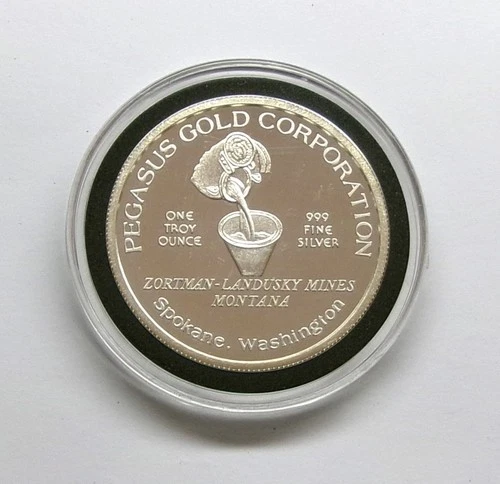 PEGASUS GOLD CORPORATION
ONE
TROY
OUNCE
999
FINE
SILVER
ZORTMAN-LANDUSKY MINES
MONTANA
Spokane, Washington